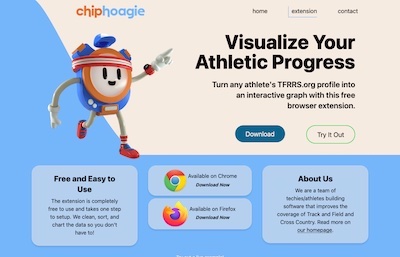 chiphoagie
home extension contact
Visualize Your
Athletic Progress
Turn any athlete's TFRRS.org profile into
an interactive graph with this free
browser extension.
Download Try It Out
Free and Easy to
Use
The extension is completely
free to use and takes one step
to setup. We clean, sort, and
chart the data so you don't
have to!
Available on Chrome
Download Now
Available on Firefox
Download Now
About Us
We are a team of
techies/athletes building
software that improves the
coverage of Track and Field and
Cross Country. Read more on
our homepage.